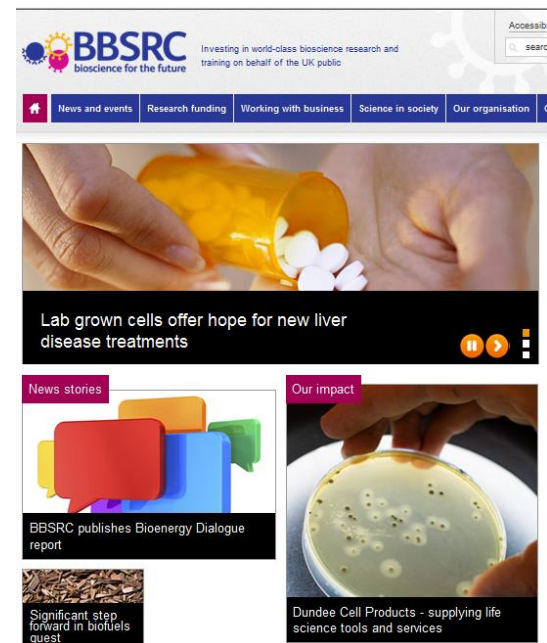 Accessib
BBSRC
bioscience for the future
Investing in world-class bioscience research and
training on behalf of the UK public
sear
News and events
Research funding
Working with business
Science in society
Our organisation
Lab grown cells offer hope for new liver
disease treatments
News stories
Our impact
BBSRC publishes Bioenergy Dialogue
report
Significant step
forward in biofuels
quest
Dundee Cell Products - supplying life
science tools and services